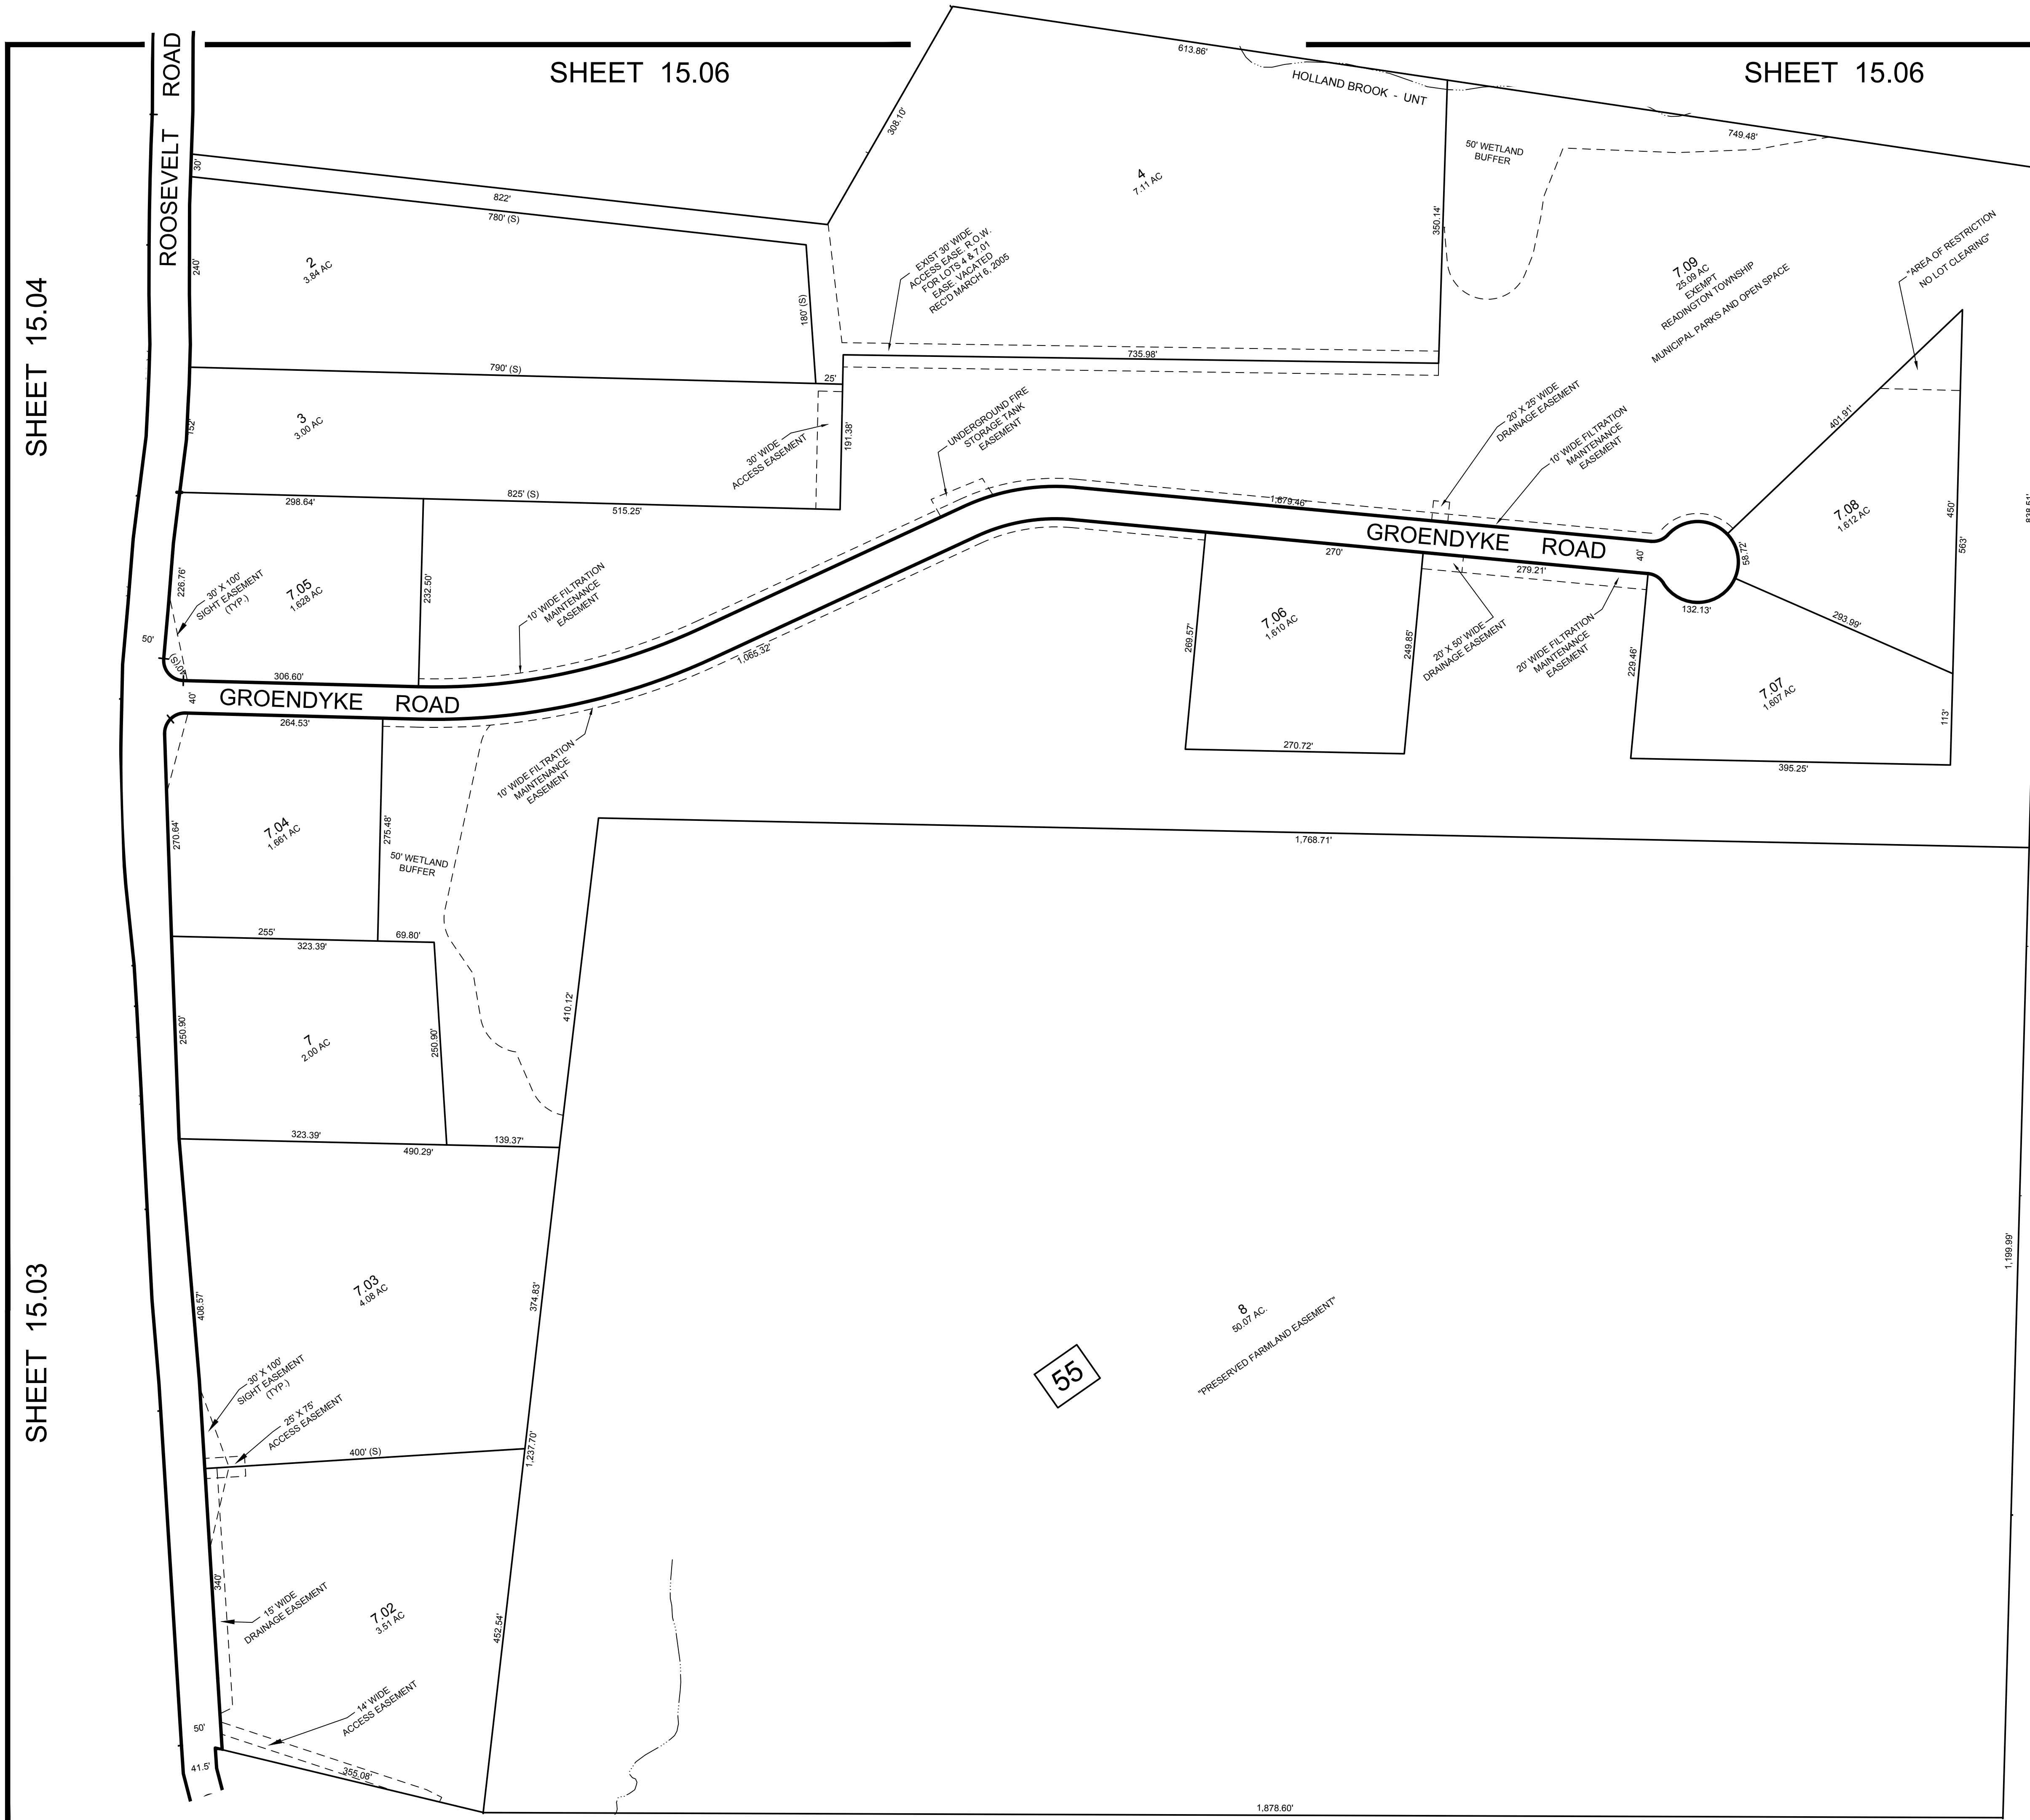 SHEET 15.06
SHEET 15.06
SHEET 15.04
SHEET 15.03
ROOSEVELT ROAD
613.86'
HOLLAND BROOK - UNT
308.10'
749.48'
50' WETLAND
BUFFER
4
7.11 AC
350.14'
30'
822'
780' (S)
240'
2
3.84 AC
180' (S)
EXIST 30' WIDE
ACCESS EASE. R.O.W.
FOR LOTS 4 & 7.01
EASE. VACATED
REC'D MARCH 6, 2005
7.09
25.09 AC
EXEMPT
READINGTON TOWNSHIP
MUNICIPAL PARKS AND OPEN SPACE
"AREA OF RESTRICTION
NO LOT CLEARING"
735.98'
790' (S)
25'
152'
3
3.00 AC
30' WIDE
ACCESS EASEMENT
191.38'
UNDERGROUND FIRE
STORAGE TANK
EASEMENT
20' X 25' WIDE
DRAINAGE EASEMENT
10' WIDE FILTRATION
MAINTENANCE
EASEMENT
401.91'
298.64'
825' (S)
515.25'
1,679.46'
7.08
1.612 AC
450'
563'
838.51'
GROENDYKE ROAD
40'
58.72'
270'
279.21'
132.13'
293.99'
226.76'
30' X 100'
SIGHT EASEMENT
(TYP.)
7.05
1.628 AC
232.50'
10' WIDE FILTRATION
MAINTENANCE
EASEMENT
50'
40'(S)
306.60'
40'
GROENDYKE ROAD
264.53'
1,065.32'
269.57'
7.06
1.610 AC
249.85'
20' X 50' WIDE
DRAINAGE EASEMENT
20' WIDE FILTRATION
MAINTENANCE
EASEMENT
229.46'
7.07
1.607 AC
113'
270.72'
395.25'
10' WIDE FILTRATION
MAINTENANCE
EASEMENT
270.64'
7.04
1.661 AC
275.48'
50' WETLAND
BUFFER
1,768.71'
255'
69.80'
323.39'
250.90'
7
2.00 AC
250.90'
410.12'
323.39'
139.37'
490.29'
408.57'
7.03
4.08 AC
374.83'
1,199.99'
8
50.07 AC.
"PRESERVED FARMLAND EASEMENT"
55
30' X 100'
SIGHT EASEMENT
(TYP.)
25' X 75'
ACCESS EASEMENT
400' (S)
1,237.70'
340'
15' WIDE
DRAINAGE EASEMENT
7.02
3.51 AC
452.54'
14' WIDE
ACCESS EASEMENT
50'
41.5'
355.08'
1,878.60'